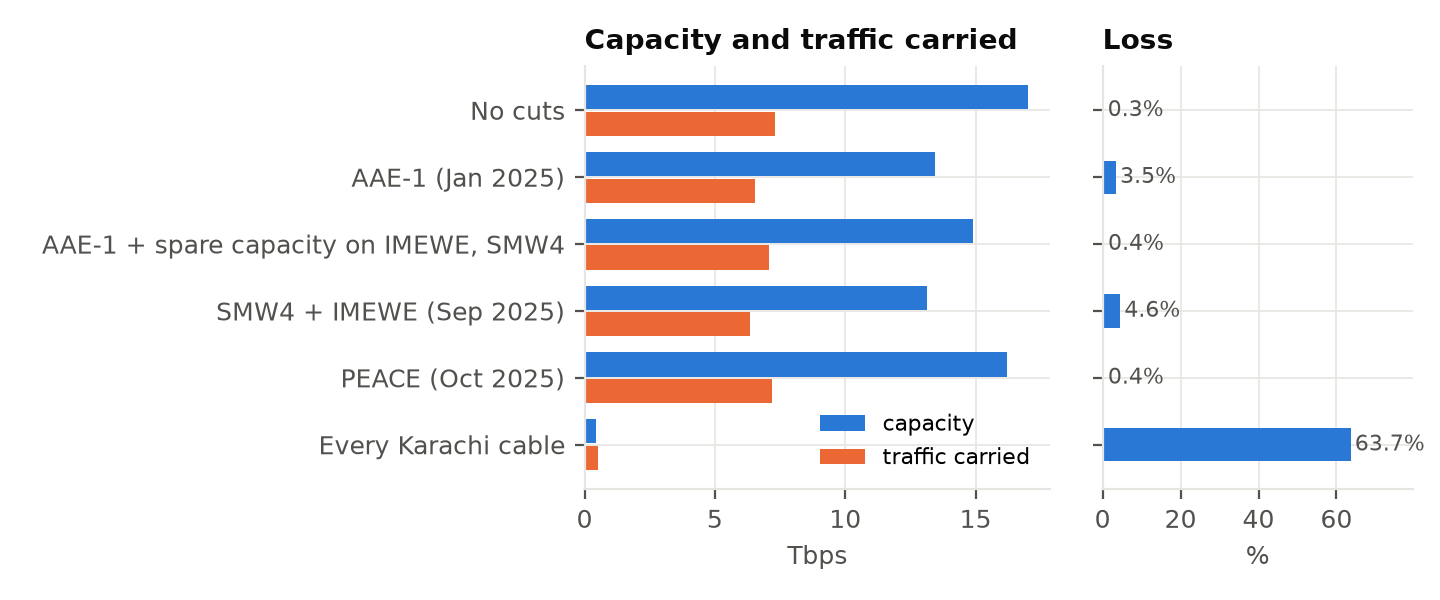 Capacity and traffic carried
Loss
No cuts
0.3%
AAE-1 (Jan 2025)
3.5%
AAE-1 + spare capacity on IMEWE, SMW4
0.4%
SMW4 + IMEWE (Sep 2025)
4.6%
PEACE (Oct 2025)
0.4%
Every Karachi cable
63.7%
capacity
traffic carried
0 5 10 15
Tbps
0 20 40 60
%